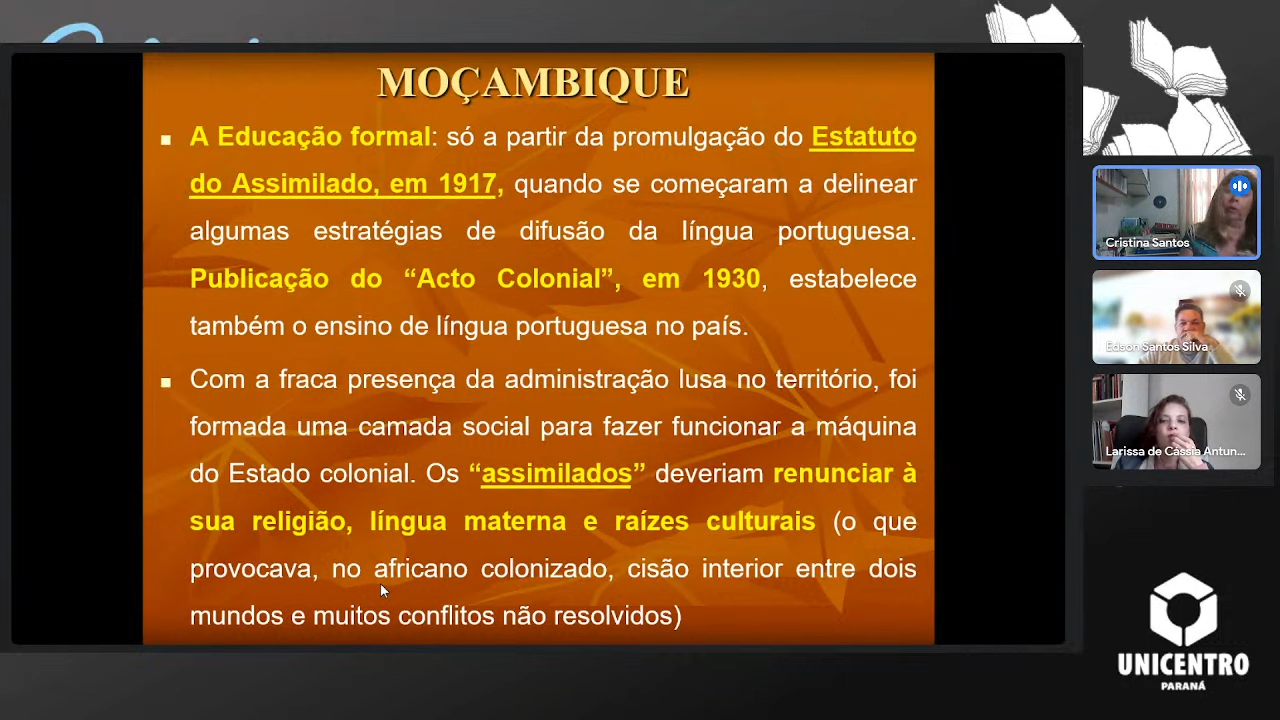 MOÇAMBIQUE
A Educação formal: só a partir da promulgação do Estatuto
do Assimilado, em 1917, quando se começaram a delinear
algumas estratégias de difusão da língua portuguesa.
Publicação do “Acto Colonial”, em 1930, estabelece
também o ensino de língua portuguesa no país.
Com a fraca presença da administração lusa no território, foi
formada uma camada social para fazer funcionar a máquina
do Estado colonial. Os “assimilados” deveriam renunciar à
sua religião, língua materna e raízes culturais (o que
provocava, no africano colonizado, cisão interior entre dois
mundos e muitos conflitos não resolvidos)
Cristina Santos
Edson Santos Silva
Larissa de Cássia Antun...
UNICENTRO
PARANÁ